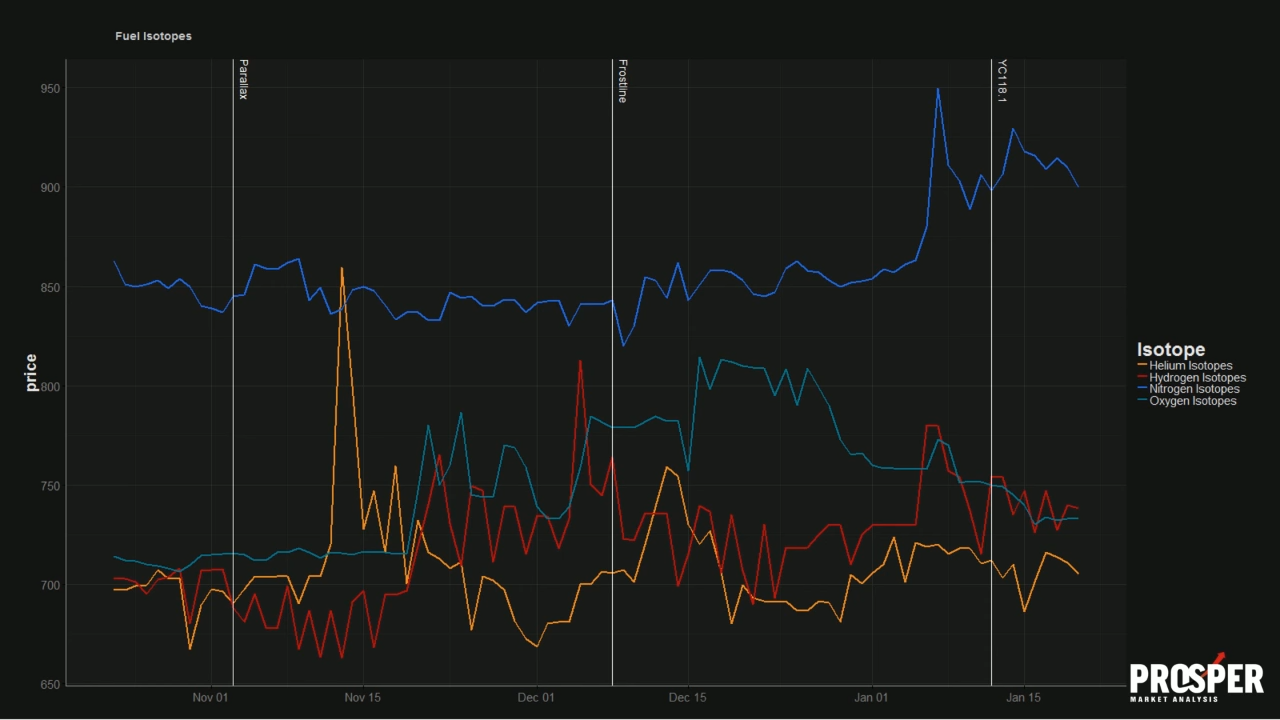 Fuel Isotopes
Parallax
Frostline
YC118.1
950
900
850
800
750
700
650
price
Nov 01
Nov 15
Dec 01
Dec 15
Jan 01
Jan 15
Isotope
Helium Isotopes
Hydrogen Isotopes
Nitrogen Isotopes
Oxygen Isotopes
PROSPER
MARKET ANALYSIS